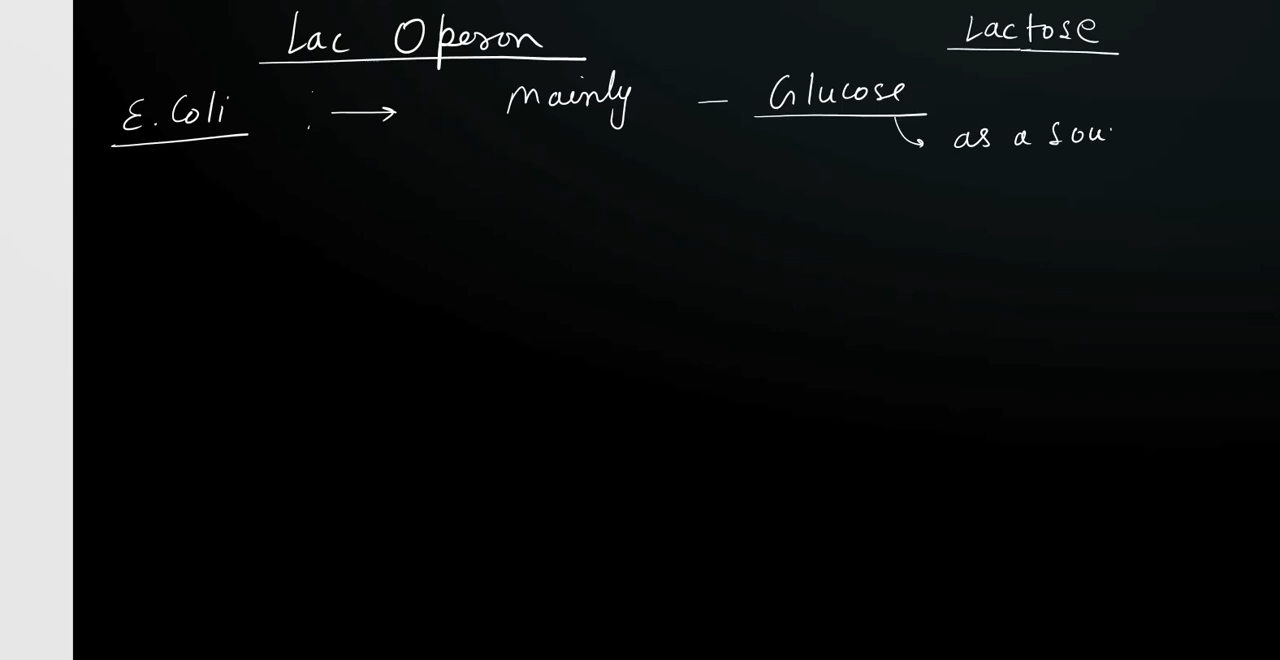 Lac Operon
Lactose
E. Coli : → mainly - Glucose
as a sou